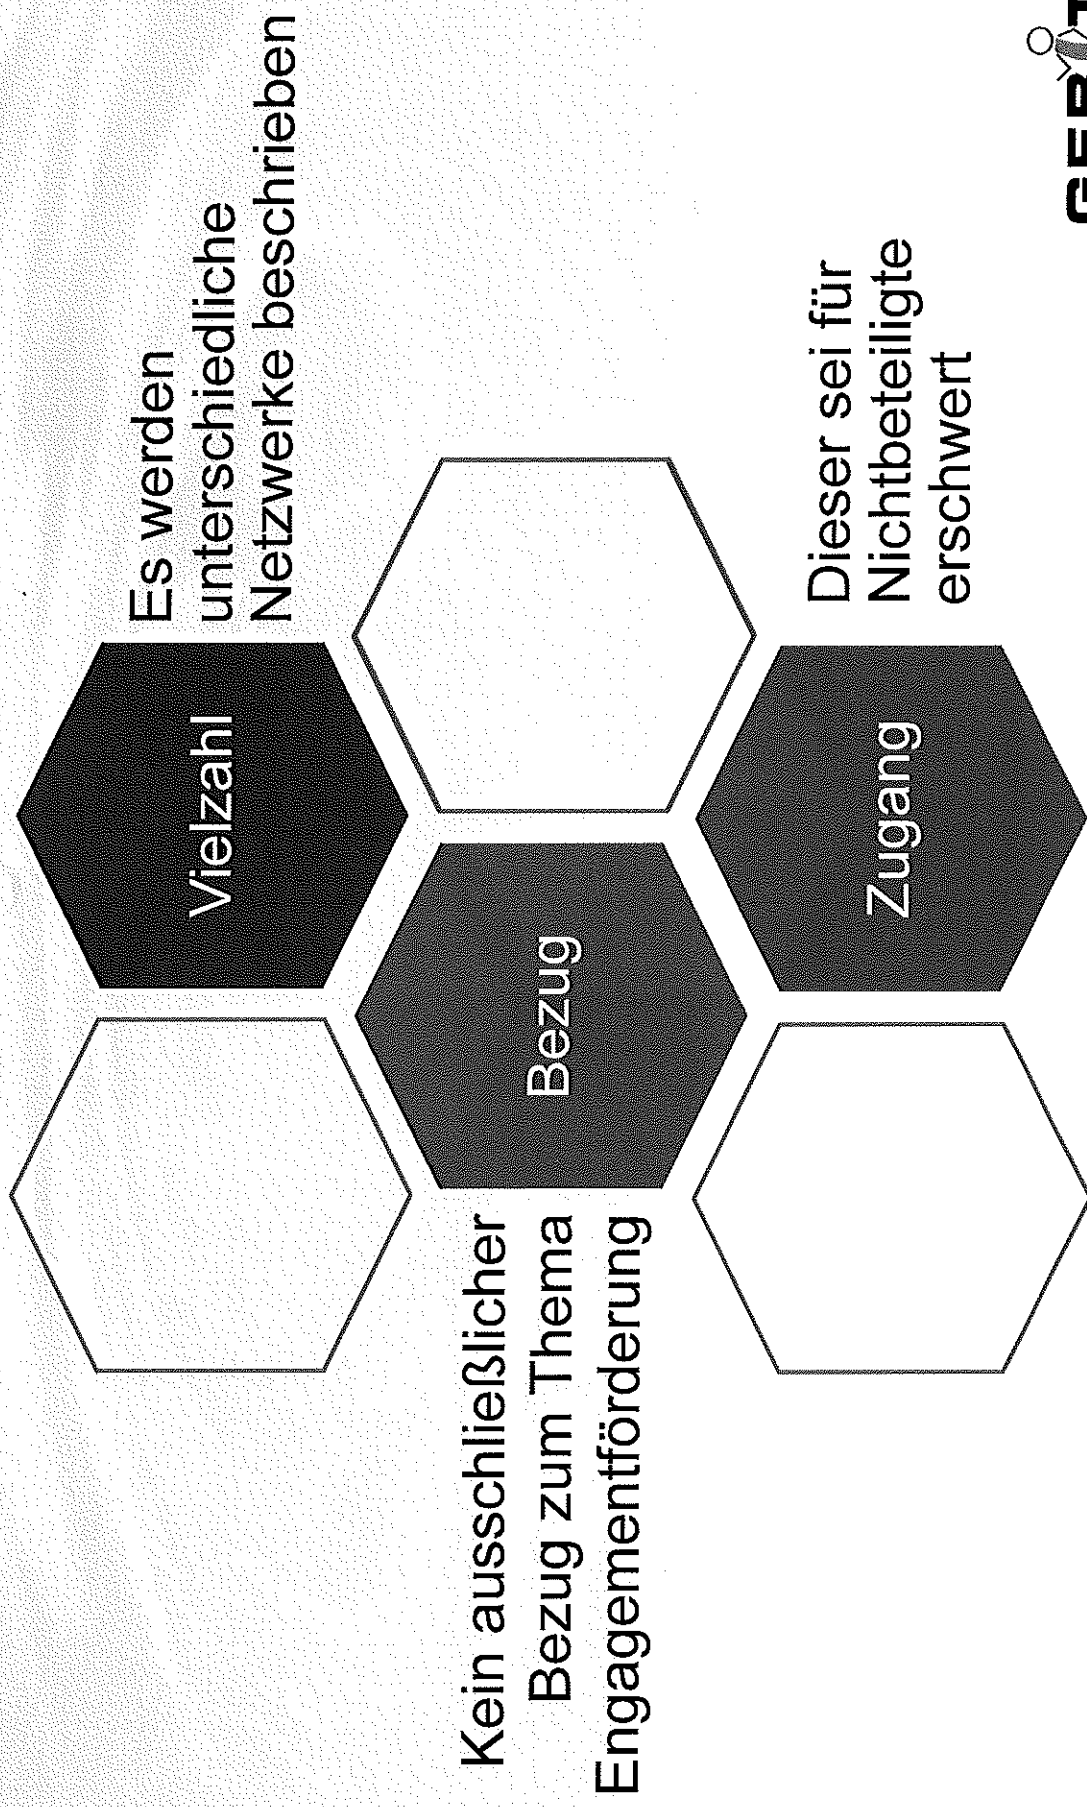 Vielzahl
Es werden
unterschiedliche
Netzwerke beschrieben
Kein ausschließlicher
Bezug zum Thema
Engagementförderung
Bezug
Zugang
Dieser sei für
Nichtbeteiligte
erschwert